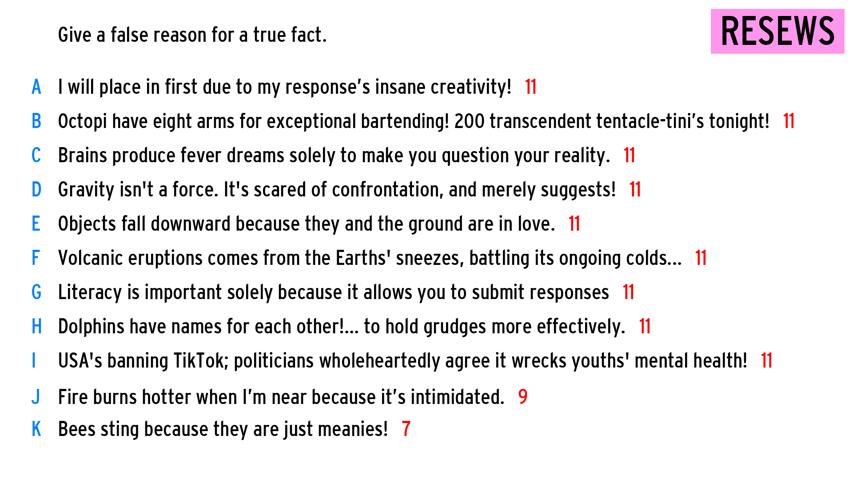 Give a false reason for a true fact.
RESEWS
A I will place in first due to my response's insane creativity! 11
B Octopi have eight arms for exceptional bartending! 200 transcendent tentacle-tini's tonight! 11
C Brains produce fever dreams solely to make you question your reality. 11
D Gravity isn't a force. It's scared of confrontation, and merely suggests! 11
E Objects fall downward because they and the ground are in love. 11
F Volcanic eruptions comes from the Earths' sneezes, battling its ongoing colds... 11
G Literacy is important solely because it allows you to submit responses 11
H Dolphins have names for each other!... to hold grudges more effectively. 11
I USA's banning TikTok; politicians wholeheartedly agree it wrecks youths' mental health! 11
J Fire burns hotter when I'm near because it's intimidated. 9
K Bees sting because they are just meanies! 7